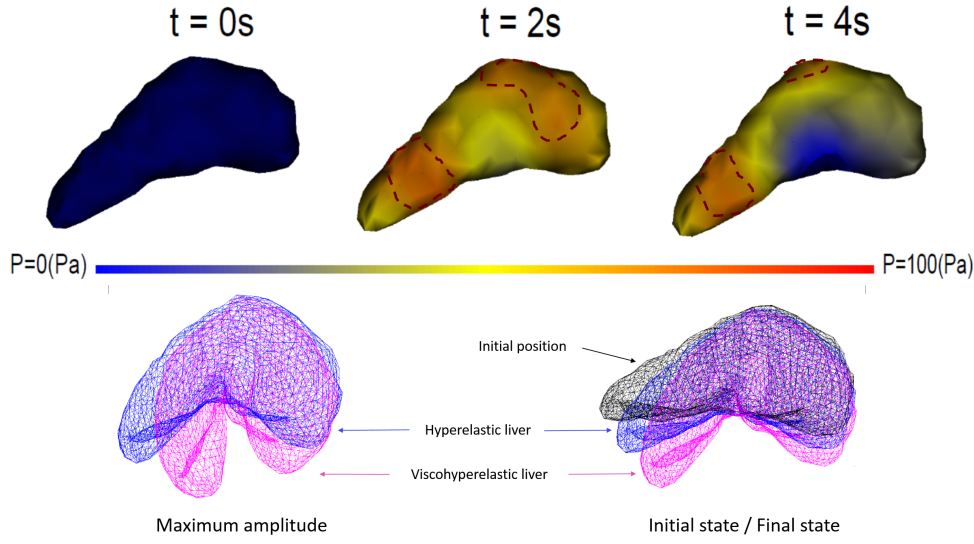 t = 0s
t = 2s
t = 4s
P=0(Pa)
P=100(Pa)
Initial position
Hyperelastic liver
Viscohyperelastic liver
Maximum amplitude
Initial state / Final state